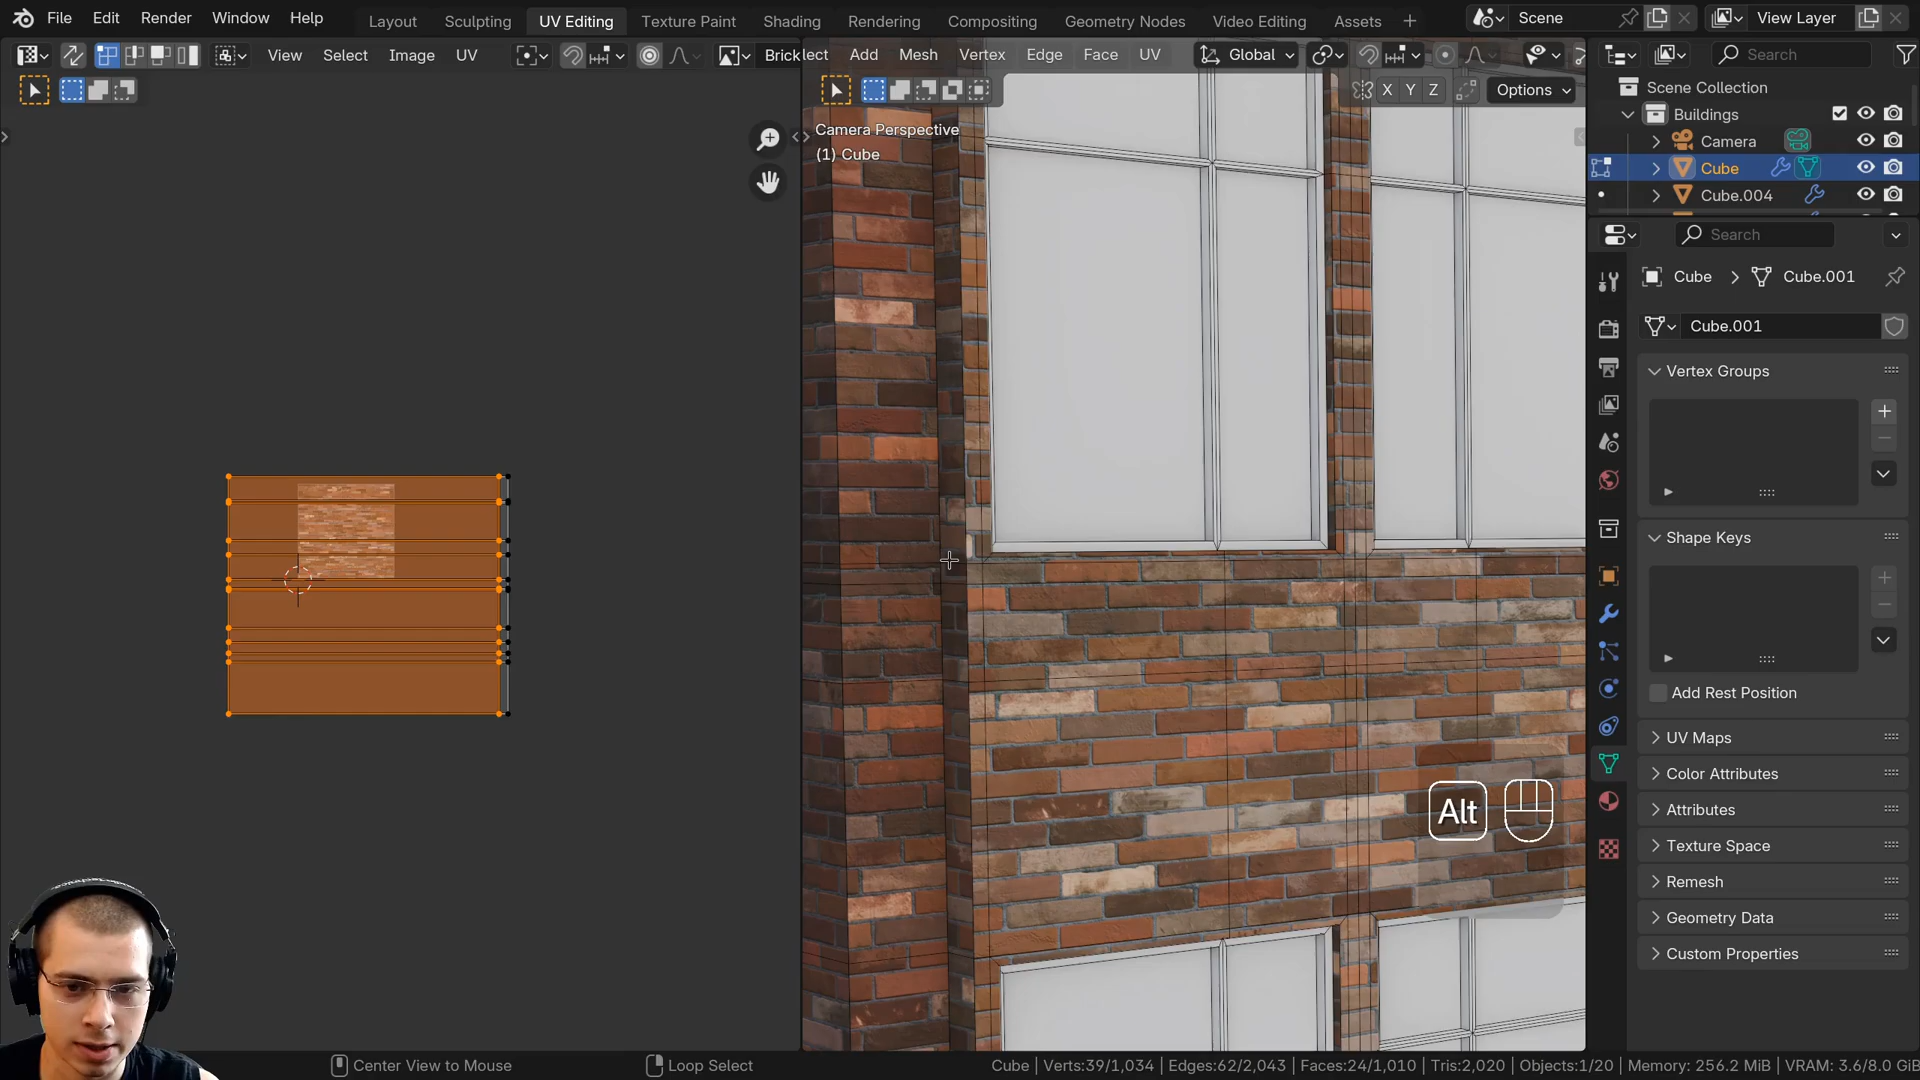 File Edit Render Window Help Layout Sculpting UV Editing Texture Paint Shading Rendering Compositing Geometry Nodes Video Editing Assets + Scene View Layer
View Select Image UV Brick lect Add Mesh Vertex Edge Face UV Global Search
X Y Z Options
Scene Collection
Buildings
Camera
Cube
Cube.004
Camera Perspective
(1) Cube
Search
Cube > Cube.001
Cube.001
Vertex Groups
Shape Keys
Add Rest Position
UV Maps
Color Attributes
Attributes
Texture Space
Remesh
Geometry Data
Custom Properties
Alt
Center View to Mouse Loop Select Cube | Verts:39/1,034 | Edges:62/2,043 | Faces:24/1,010 | Tris:2,020 | Objects:1/20 | Memory: 256.2 MiB | VRAM: 3.6/8.0 GiB